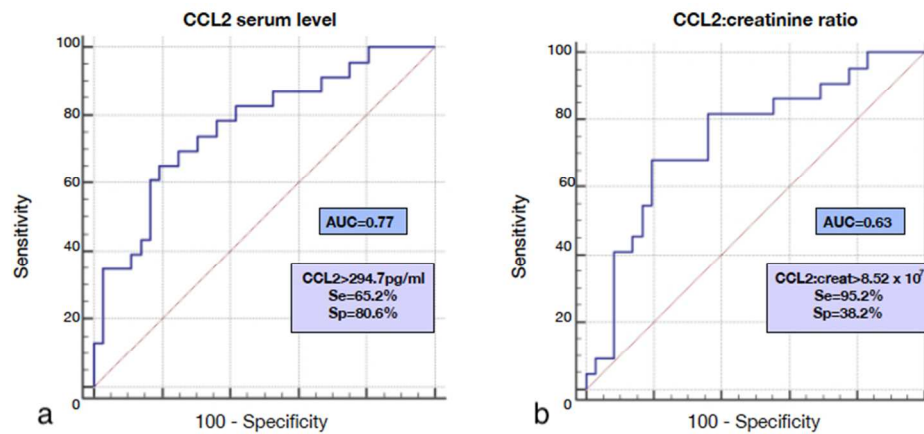 CCL2 serum level
100
80
60
40
20
0
Sensitivity
AUC=0.77
CCL2>294.7pg/ml
Se=65.2%
Sp=80.6%
100 - Specificity
a
CCL2:creatinine ratio
100
80
60
40
20
0
Sensitivity
AUC=0.63
CCL2:creat>8.52 x 10⁷
Se=95.2%
Sp=38.2%
100 - Specificity
b